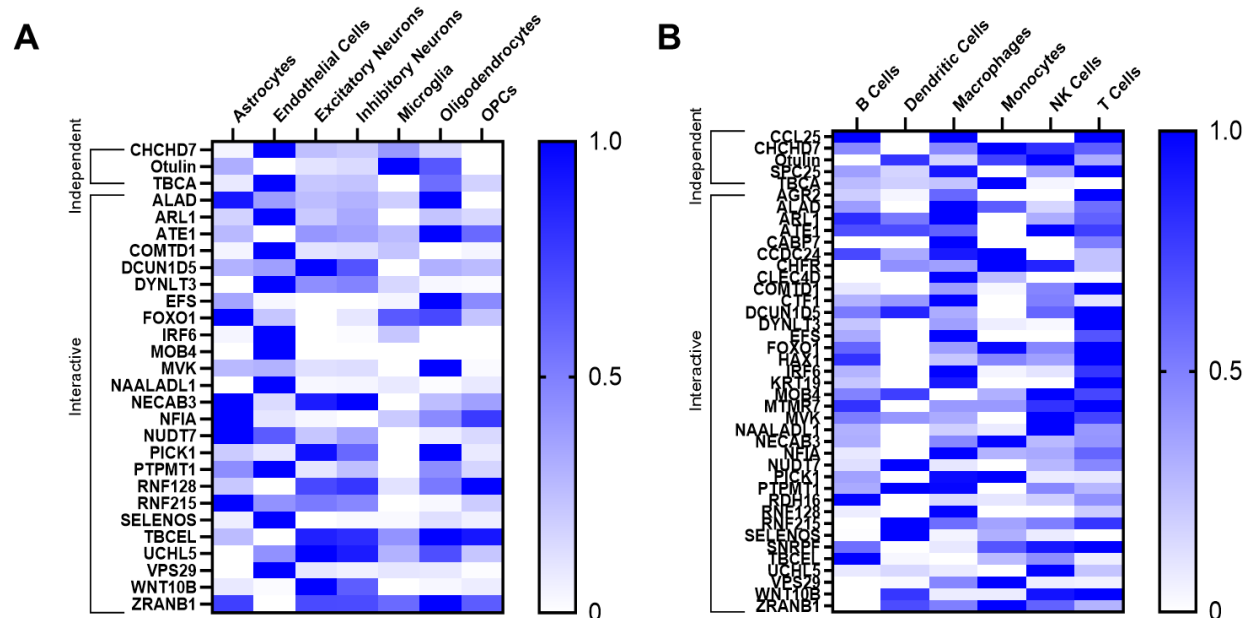 A
Astrocytes
Endothelial Cells
Excitatory Neurons
Inhibitory Neurons
Microglia
Oligodendrocytes
OPCs
Independent
Interactive
CHCHD7
Otulin
TBCA
ALAD
ARL1
ATE1
COMTD1
DCUN1D5
DYNLT3
EFS
FOXO1
IRF6
MOB4
MVK
NAALADL1
NECAB3
NFIA
NUDT7
PICK1
PTPMT1
RNF128
RNF215
SELENOS
TBCEL
UCHL5
VPS29
WNT10B
ZRANB1
1.0
0.5
0
B
B Cells
Dendritic Cells
Macrophages
Monocytes
NK Cells
T Cells
Independent
Interactive
CCL25
CHCHD7
Otulin
SPC25
TBCA
AGR2
ALAD
ARL1
ATE1
CABP7
CCDC24
CHFR
CLEC4D
COMTD1
CTF1
DCUN1D5
DYNLT3
EFS
FOXO1
HAX1
IRF6
KRT19
MOB4
MTMR7
MVK
NAALADL1
NECAB3
NFIA
NUDT7
PICK1
PTPMT1
RDH16
RNF128
RNF215
SELENOS
SNRPF
TBCEL
UCHL5
VPS29
WNT10B
ZRANB1
1.0
0.5
0